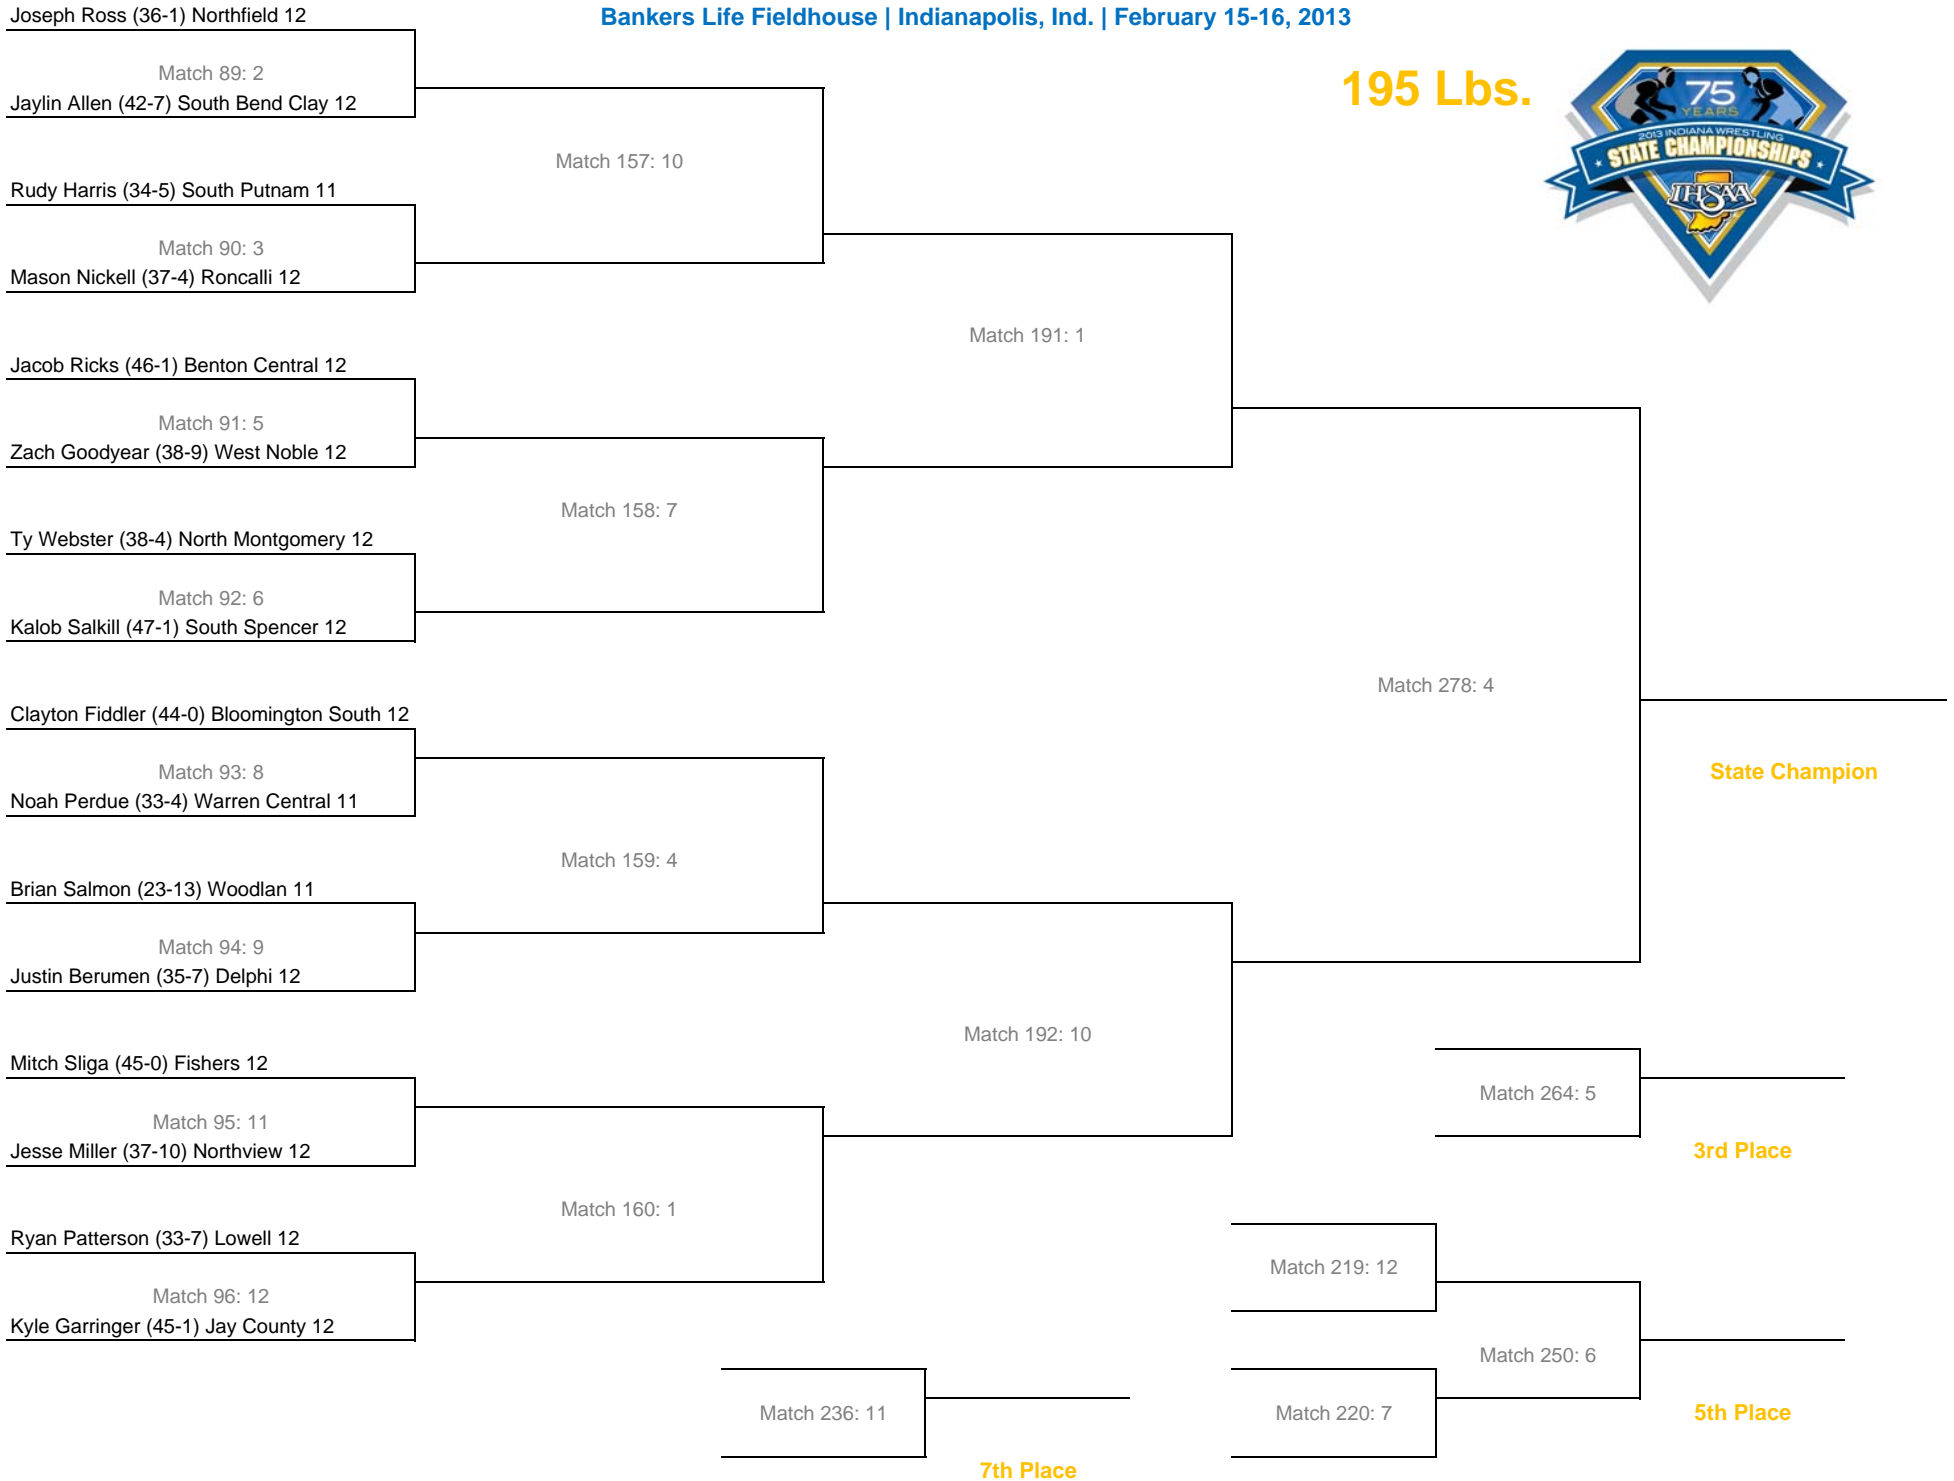 Joseph Ross (36-1) Northfield 12
Bankers Life Fieldhouse | Indianapolis, Ind. | February 15-16, 2013
195 Lbs.
75
YEARS
2013 INDIANA WRESTLING
STATE CHAMPIONSHIPS
IHSAA
Match 89: 2
Jaylin Allen (42-7) South Bend Clay 12
Match 157: 10
Rudy Harris (34-5) South Putnam 11
Match 90: 3
Mason Nickell (37-4) Roncalli 12
Match 191: 1
Jacob Ricks (46-1) Benton Central 12
Match 91: 5
Zach Goodyear (38-9) West Noble 12
Match 158: 7
Ty Webster (38-4) North Montgomery 12
Match 92: 6
Kalob Salkill (47-1) South Spencer 12
Match 278: 4
Clayton Fiddler (44-0) Bloomington South 12
Match 93: 8
State Champion
Noah Perdue (33-4) Warren Central 11
Match 159: 4
Brian Salmon (23-13) Woodlan 11
Match 94: 9
Justin Berumen (35-7) Delphi 12
Match 192: 10
Mitch Sliga (45-0) Fishers 12
Match 264: 5
Match 95: 11
Jesse Miller (37-10) Northview 12
3rd Place
Match 160: 1
Ryan Patterson (33-7) Lowell 12
Match 219: 12
Match 96: 12
Kyle Garringer (45-1) Jay County 12
Match 250: 6
Match 236: 11
Match 220: 7
5th Place
7th Place